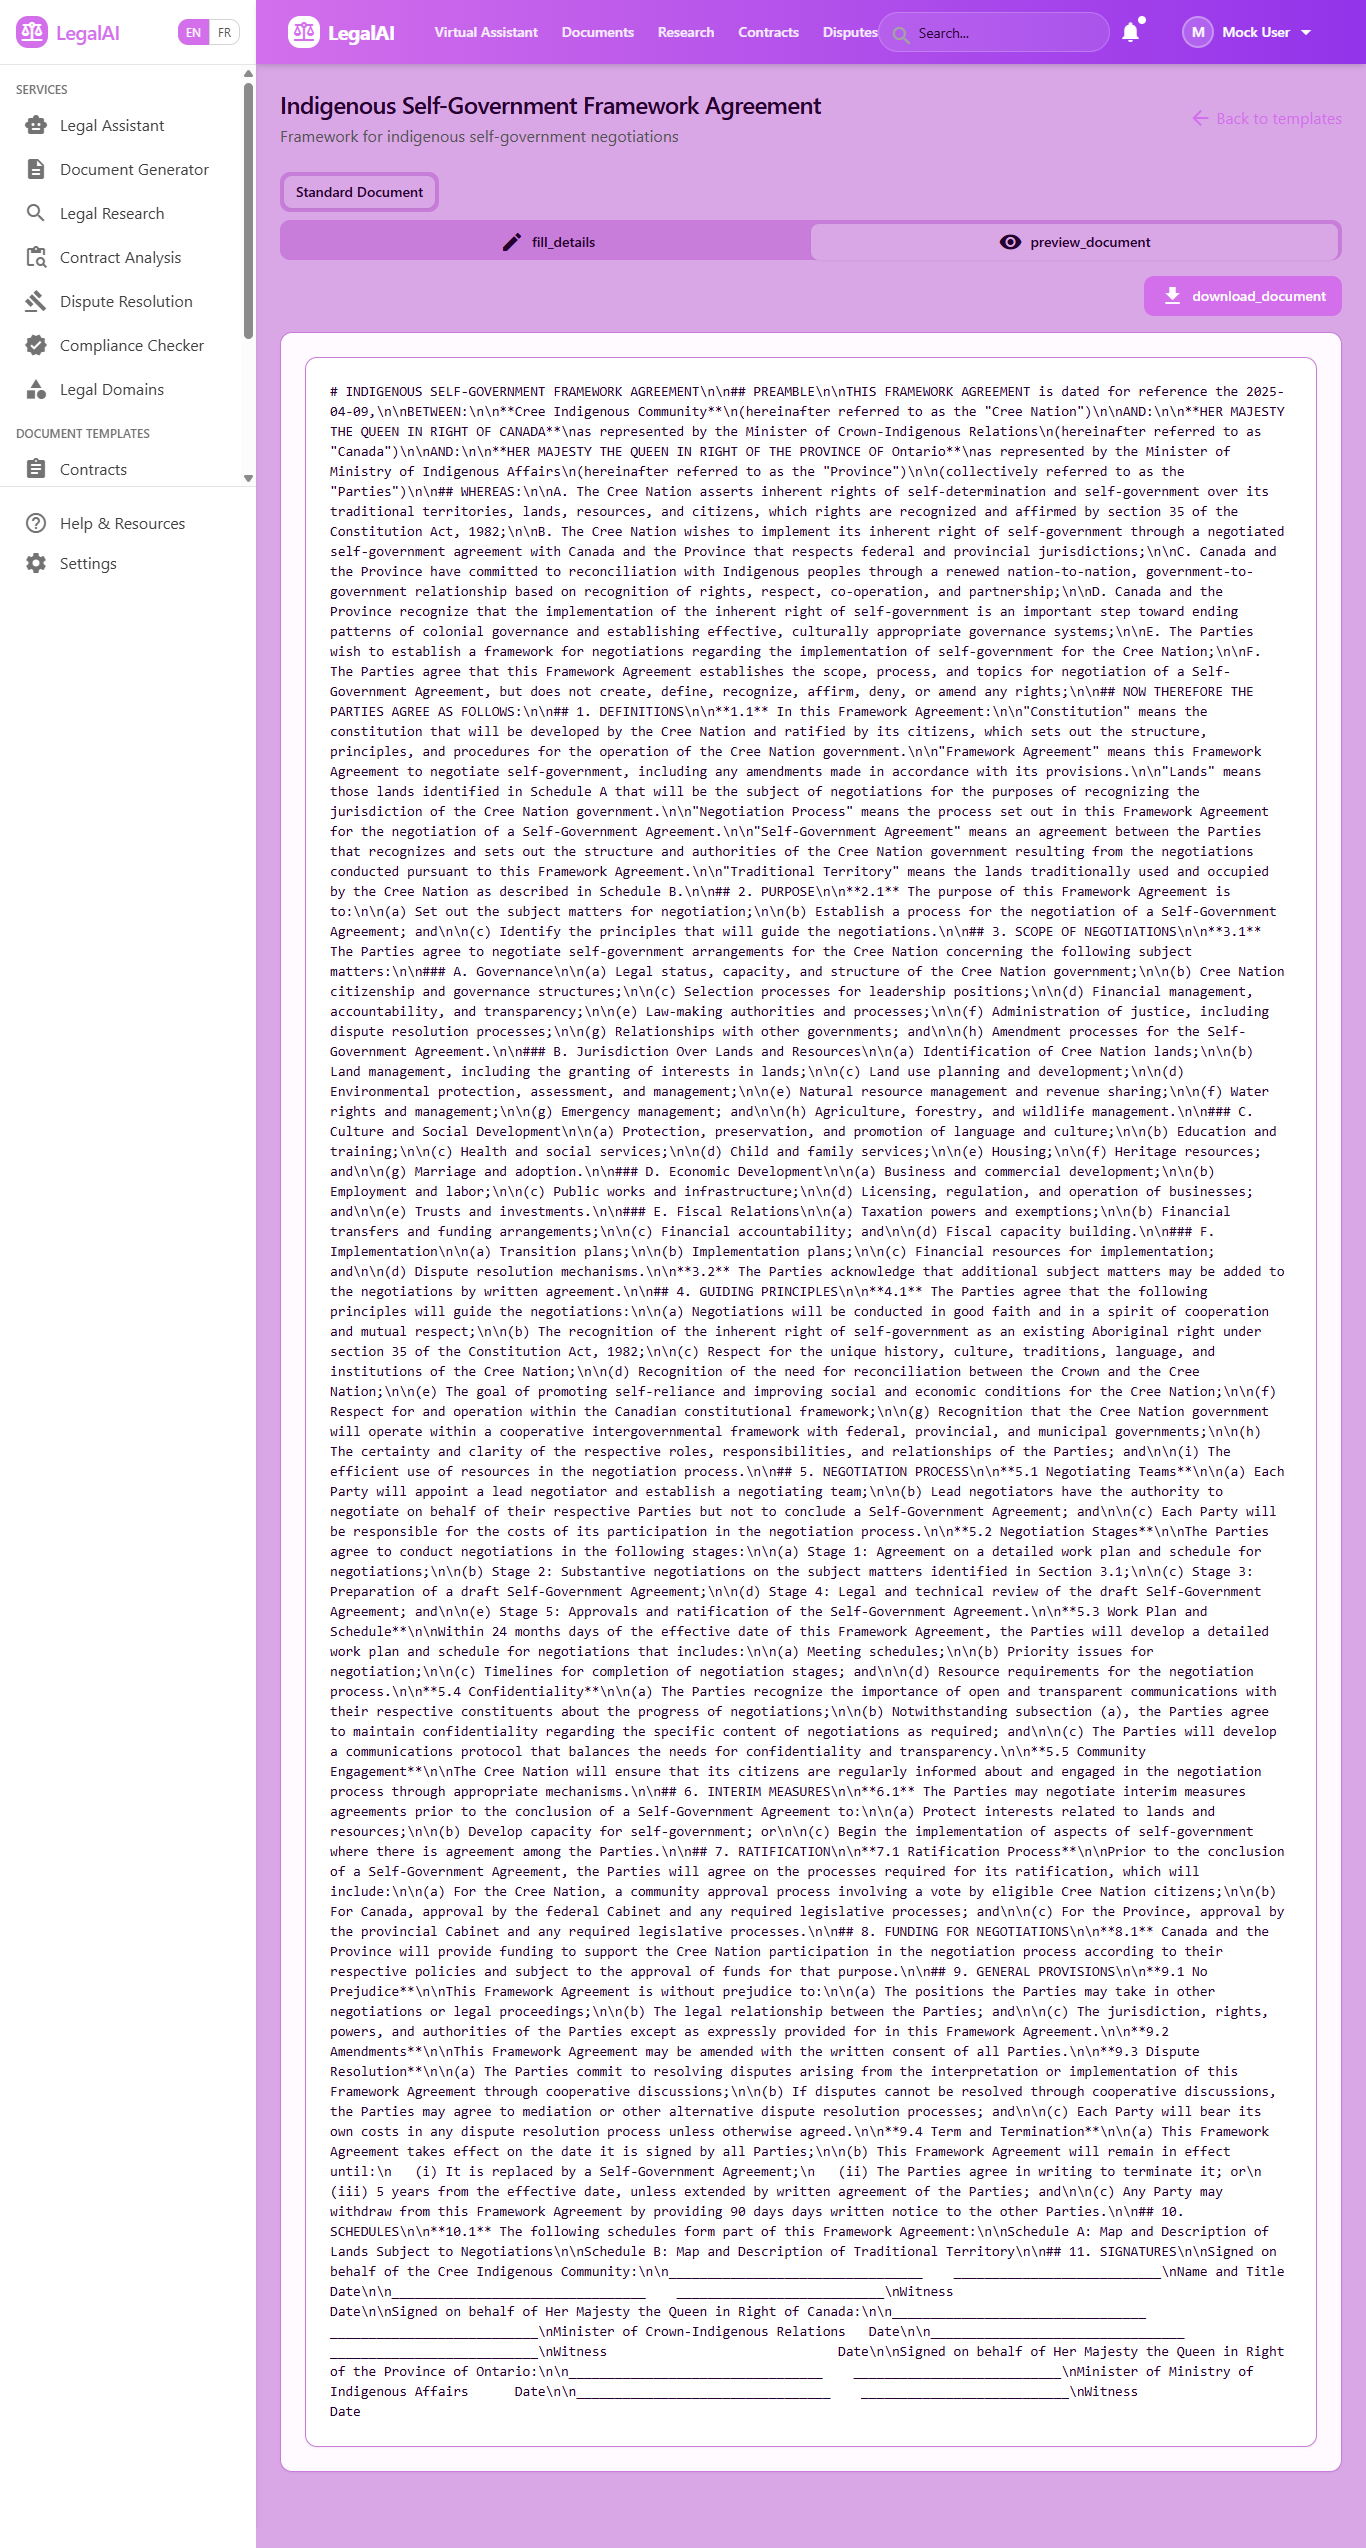 LegalAI
EN
FR
SERVICES
Legal Assistant
Document Generator
Legal Research
Contract Analysis
Dispute Resolution
Compliance Checker
Legal Domains
DOCUMENT TEMPLATES
Contracts
Help & Resources
Settings
LegalAI
Virtual Assistant
Documents
Research
Contracts
Disputes
Search...
M
Mock User
Indigenous Self-Government Framework Agreement
Framework for indigenous self-government negotiations
Back to templates
Standard Document
fill_details
preview_document
download_document
# INDIGENOUS SELF-GOVERNMENT FRAMEWORK AGREEMENT\n\n## PREAMBLE\n\nTHIS FRAMEWORK AGREEMENT is dated for reference the 2025-
04-09,\n\nBETWEEN:\n\n**Cree Indigenous Community**\n(hereinafter referred to as the "Cree Nation")\n\nAND:\n\n**HER MAJESTY
THE QUEEN IN RIGHT OF CANADA**\nas represented by the Minister of Crown-Indigenous Relations\n(hereinafter referred to as
"Canada")\n\nAND:\n\n**HER MAJESTY THE QUEEN IN RIGHT OF THE PROVINCE OF Ontario**\nas represented by the Minister of
Ministry of Indigenous Affairs\n(hereinafter referred to as the "Province")\n\n(collectively referred to as the
"Parties")\n\n## WHEREAS:\n\nA. The Cree Nation asserts inherent rights of self-determination and self-government over its
traditional territories, lands, resources, and citizens, which rights are recognized and affirmed by section 35 of the
Constitution Act, 1982;\n\nB. The Cree Nation wishes to implement its inherent right of self-government through a negotiated
self-government agreement with Canada and the Province that respects federal and provincial jurisdictions;\n\nC. Canada and
the Province have committed to reconciliation with Indigenous peoples through a renewed nation-to-nation, government-to-
government relationship based on recognition of rights, respect, co-operation, and partnership;\n\nD. Canada and the
Province recognize that the implementation of the inherent right of self-government is an important step toward ending
patterns of colonial governance and establishing effective, culturally appropriate governance systems;\n\nE. The Parties
wish to establish a framework for negotiations regarding the implementation of self-government for the Cree Nation;\n\nF.
The Parties agree that this Framework Agreement establishes the scope, process, and topics for negotiation of a Self-
Government Agreement, but does not create, define, recognize, affirm, deny, or amend any rights;\n\n## NOW THEREFORE THE
PARTIES AGREE AS FOLLOWS:\n\n## 1. DEFINITIONS\n\n**1.1** In this Framework Agreement:\n\n"Constitution" means the
constitution that will be developed by the Cree Nation and ratified by its citizens, which sets out the structure,
principles, and procedures for the operation of the Cree Nation government.\n\n"Framework Agreement" means this Framework
Agreement to negotiate self-government, including any amendments made in accordance with its provisions.\n\n"Lands" means
those lands identified in Schedule A that will be the subject of negotiations for the purposes of recognizing the
jurisdiction of the Cree Nation government.\n\n"Negotiation Process" means the process set out in this Framework Agreement
for the negotiation of a Self-Government Agreement.\n\n"Self-Government Agreement" means an agreement between the Parties
that recognizes and sets out the structure and authorities of the Cree Nation government resulting from the negotiations
conducted pursuant to this Framework Agreement.\n\n"Traditional Territory" means the lands traditionally used and occupied
by the Cree Nation as described in Schedule B.\n\n## 2. PURPOSE\n\n**2.1** The purpose of this Framework Agreement is
to:\n\n(a) Set out the subject matters for negotiation;\n\n(b) Establish a process for the negotiation of a Self-Government
Agreement; and\n\n(c) Identify the principles that will guide the negotiations.\n\n## 3. SCOPE OF NEGOTIATIONS\n\n**3.1**
The Parties agree to negotiate self-government arrangements for the Cree Nation concerning the following subject
matters:\n\n### A. Governance\n\n(a) Legal status, capacity, and structure of the Cree Nation government;\n\n(b) Cree Nation
citizenship and governance structures;\n\n(c) Selection processes for leadership positions;\n\n(d) Financial management,
accountability, and transparency;\n\n(e) Law-making authorities and processes;\n\n(f) Administration of justice, including
dispute resolution processes;\n\n(g) Relationships with other governments; and\n\n(h) Amendment processes for the Self-
Government Agreement.\n\n### B. Jurisdiction Over Lands and Resources\n\n(a) Identification of Cree Nation lands;\n\n(b)
Land management, including the granting of interests in lands;\n\n(c) Land use planning and development;\n\n(d)
Environmental protection, assessment, and management;\n\n(e) Natural resource management and revenue sharing;\n\n(f) Water
rights and management;\n\n(g) Emergency management; and\n\n(h) Agriculture, forestry, and wildlife management.\n\n### C.
Culture and Social Development\n\n(a) Protection, preservation, and promotion of language and culture;\n\n(b) Education and
training;\n\n(c) Health and social services;\n\n(d) Child and family services;\n\n(e) Housing;\n\n(f) Heritage resources;
and\n\n(g) Marriage and adoption.\n\n### D. Economic Development\n\n(a) Business and commercial development;\n\n(b)
Employment and labor;\n\n(c) Public works and infrastructure;\n\n(d) Licensing, regulation, and operation of businesses;
and\n\n(e) Trusts and investments.\n\n### E. Fiscal Relations\n\n(a) Taxation powers and exemptions;\n\n(b) Financial
transfers and funding arrangements;\n\n(c) Financial accountability; and\n\n(d) Fiscal capacity building.\n\n### F.
Implementation\n\n(a) Transition plans;\n\n(b) Implementation plans;\n\n(c) Financial resources for implementation;
and\n\n(d) Dispute resolution mechanisms.\n\n**3.2** The Parties acknowledge that additional subject matters may be added to
the negotiations by written agreement.\n\n## 4. GUIDING PRINCIPLES\n\n**4.1** The Parties agree that the following
principles will guide the negotiations:\n\n(a) Negotiations will be conducted in good faith and in a spirit of cooperation
and mutual respect;\n\n(b) The recognition of the inherent right of self-government as an existing Aboriginal right under
section 35 of the Constitution Act, 1982;\n\n(c) Respect for the unique history, culture, traditions, language, and
institutions of the Cree Nation;\n\n(d) Recognition of the need for reconciliation between the Crown and the Cree
Nation;\n\n(e) The goal of promoting self-reliance and improving social and economic conditions for the Cree Nation;\n\n(f)
Respect for and operation within the Canadian constitutional framework;\n\n(g) Recognition that the Cree Nation government
will operate within a cooperative intergovernmental framework with federal, provincial, and municipal governments;\n\n(h)
The certainty and clarity of the respective roles, responsibilities, and relationships of the Parties; and\n\n(i) The
efficient use of resources in the negotiation process.\n\n## 5. NEGOTIATION PROCESS\n\n**5.1 Negotiating Teams**\n\n(a) Each
Party will appoint a lead negotiator and establish a negotiating team;\n\n(b) Lead negotiators have the authority to
negotiate on behalf of their respective Parties but not to conclude a Self-Government Agreement; and\n\n(c) Each Party will
be responsible for the costs of its participation in the negotiation process.\n\n**5.2 Negotiation Stages**\n\nThe Parties
agree to conduct negotiations in the following stages:\n\n(a) Stage 1: Agreement on a detailed work plan and schedule for
negotiations;\n\n(b) Stage 2: Substantive negotiations on the subject matters identified in Section 3.1;\n\n(c) Stage 3:
Preparation of a draft Self-Government Agreement;\n\n(d) Stage 4: Legal and technical review of the draft Self-Government
Agreement; and\n\n(e) Stage 5: Approvals and ratification of the Self-Government Agreement.\n\n**5.3 Work Plan and
Schedule**\n\nWithin 24 months days of the effective date of this Framework Agreement, the Parties will develop a detailed
work plan and schedule for negotiations that includes:\n\n(a) Meeting schedules;\n\n(b) Priority issues for
negotiation;\n\n(c) Timelines for completion of negotiation stages; and\n\n(d) Resource requirements for the negotiation
process.\n\n**5.4 Confidentiality**\n\n(a) The Parties recognize the importance of open and transparent communications with
their respective constituents about the progress of negotiations;\n\n(b) Notwithstanding subsection (a), the Parties agree
to maintain confidentiality regarding the specific content of negotiations as required; and\n\n(c) The Parties will develop
a communications protocol that balances the needs for confidentiality and transparency.\n\n**5.5 Community
Engagement**\n\nThe Cree Nation will ensure that its citizens are regularly informed about and engaged in the negotiation
process through appropriate mechanisms.\n\n## 6. INTERIM MEASURES\n\n**6.1** The Parties may negotiate interim measures
agreements prior to the conclusion of a Self-Government Agreement to:\n\n(a) Protect interests related to lands and
resources;\n\n(b) Develop capacity for self-government; or\n\n(c) Begin the implementation of aspects of self-government
where there is agreement among the Parties.\n\n## 7. RATIFICATION\n\n**7.1 Ratification Process**\n\nPrior to the conclusion
of a Self-Government Agreement, the Parties will agree on the processes required for its ratification, which will
include:\n\n(a) For the Cree Nation, a community approval process involving a vote by eligible Cree Nation citizens;\n\n(b)
For Canada, approval by the federal Cabinet and any required legislative processes; and\n\n(c) For the Province, approval by
the provincial Cabinet and any required legislative processes.\n\n## 8. FUNDING FOR NEGOTIATIONS\n\n**8.1** Canada and the
Province will provide funding to support the Cree Nation participation in the negotiation process according to their
respective policies and subject to the approval of funds for that purpose.\n\n## 9. GENERAL PROVISIONS\n\n**9.1 No
Prejudice**\n\nThis Framework Agreement is without prejudice to:\n\n(a) The positions the Parties may take in other
negotiations or legal proceedings;\n\n(b) The legal relationship between the Parties; and\n\n(c) The jurisdiction, rights,
powers, and authorities of the Parties except as expressly provided for in this Framework Agreement.\n\n**9.2
Amendments**\n\nThis Framework Agreement may be amended with the written consent of all Parties.\n\n**9.3 Dispute
Resolution**\n\n(a) The Parties commit to resolving disputes arising from the interpretation or implementation of this
Framework Agreement through cooperative discussions;\n\n(b) If disputes cannot be resolved through cooperative discussions,
the Parties may agree to mediation or other alternative dispute resolution processes; and\n\n(c) Each Party will bear its
own costs in any dispute resolution process unless otherwise agreed.\n\n**9.4 Term and Termination**\n\n(a) This Framework
Agreement takes effect on the date it is signed by all Parties;\n\n(b) This Framework Agreement will remain in effect
until:\n   (i) It is replaced by a Self-Government Agreement;\n   (ii) The Parties agree in writing to terminate it; or\n
(iii) 5 years from the effective date, unless extended by written agreement of the Parties; and\n\n(c) Any Party may
withdraw from this Framework Agreement by providing 90 days days written notice to the other Parties.\n\n## 10.
SCHEDULES\n\n**10.1** The following schedules form part of this Framework Agreement:\n\nSchedule A: Map and Description of
Lands Subject to Negotiations\n\nSchedule B: Map and Description of Traditional Territory\n\n## 11. SIGNATURES\n\nSigned on
behalf of the Cree Indigenous Community:\n\n_________________________________    ___________________________\nName and Title
Date\n\n_________________________________    ___________________________\nWitness
Date\n\nSigned on behalf of Her Majesty the Queen in Right of Canada:\n\n_________________________________
___________________________\nMinister of Crown-Indigenous Relations   Date\n\n_________________________________
___________________________\nWitness                              Date\n\nSigned on behalf of Her Majesty the Queen in Right
of the Province of Ontario:\n\n_________________________________    ___________________________\nMinister of Ministry of
Indigenous Affairs      Date\n\n_________________________________    ___________________________\nWitness
Date